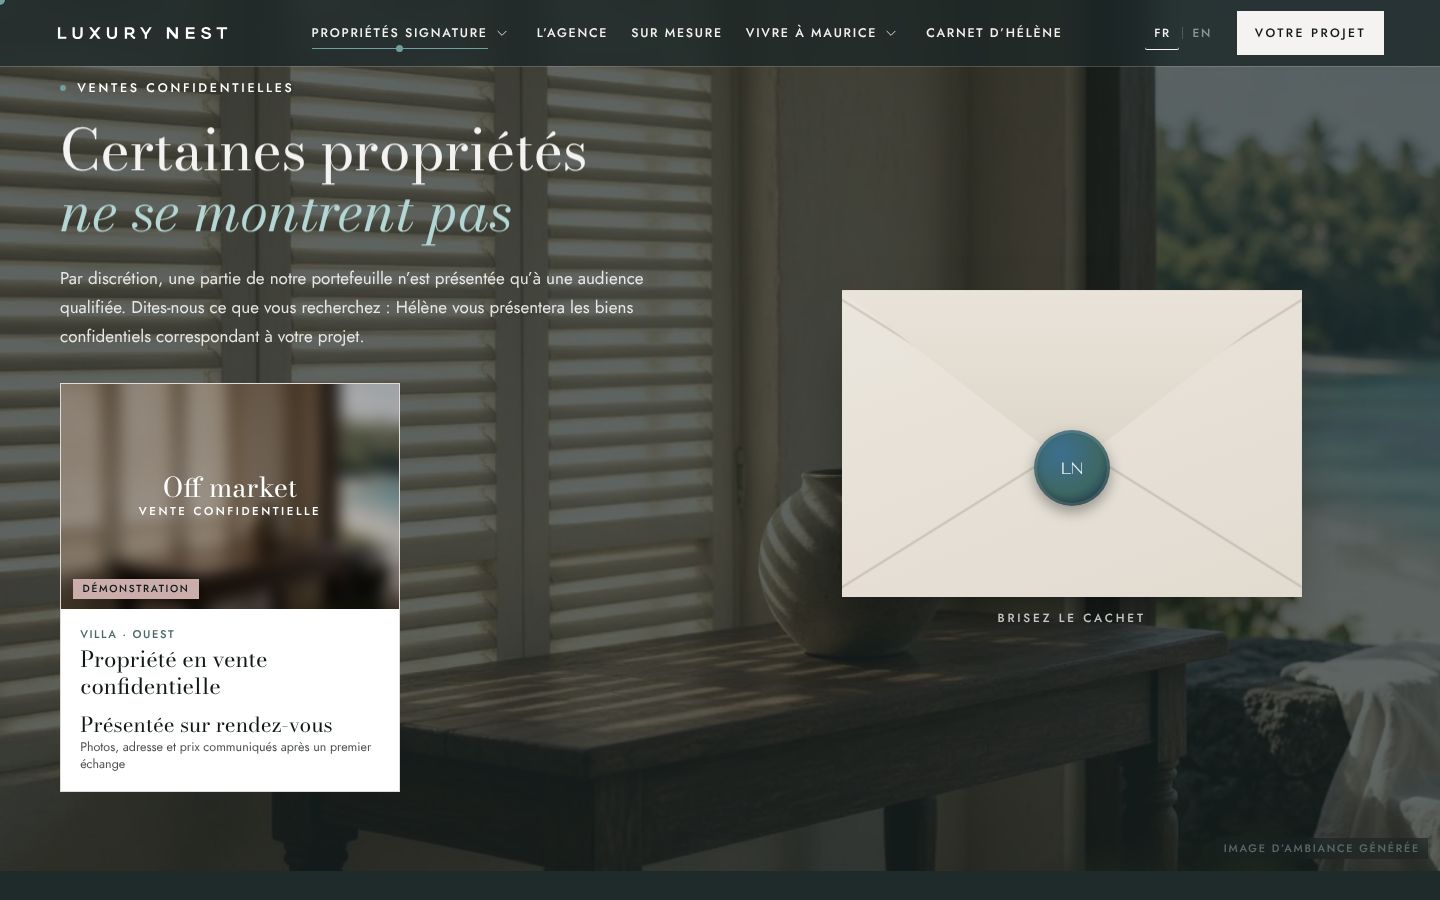 LUXURY NEST
PROPRIÉTÉS SIGNATURE
L’AGENCE
SUR MESURE
VIVRE À MAURICE
CARNET D’HÉLÈNE
FR
EN
VOTRE PROJET
VENTES CONFIDENTIELLES
Certaines propriétés
ne se montrent pas
Par discrétion, une partie de notre portefeuille n’est présentée qu’à une audience
qualifiée. Dites-nous ce que vous recherchez : Hélène vous présentera les biens
confidentiels correspondant à votre projet.
Off market
VENTE CONFIDENTIELLE
DÉMONSTRATION
VILLA · OUEST
Propriété en vente
confidentielle
Présentée sur rendez-vous
Photos, adresse et prix communiqués après un premier
échange
LN
BRISEZ LE CACHET
IMAGE D’AMBIANCE GÉNÉRÉE